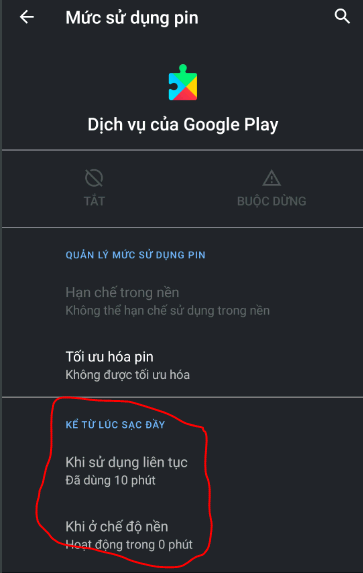 Mức sử dụng pin
Dịch vụ của Google Play
TẮT
BUỘC DỪNG
QUẢN LÝ MỨC SỬ DỤNG PIN
Hạn chế trong nền
Không thể hạn chế sử dụng trong nền
Tối ưu hóa pin
Không được tối ưu hóa
KỂ TỪ LÚC SẠC ĐẦY
Khi sử dụng liên tục
Đã dùng 10 phút
Khi ở chế độ nền
Hoạt động trong 0 phút